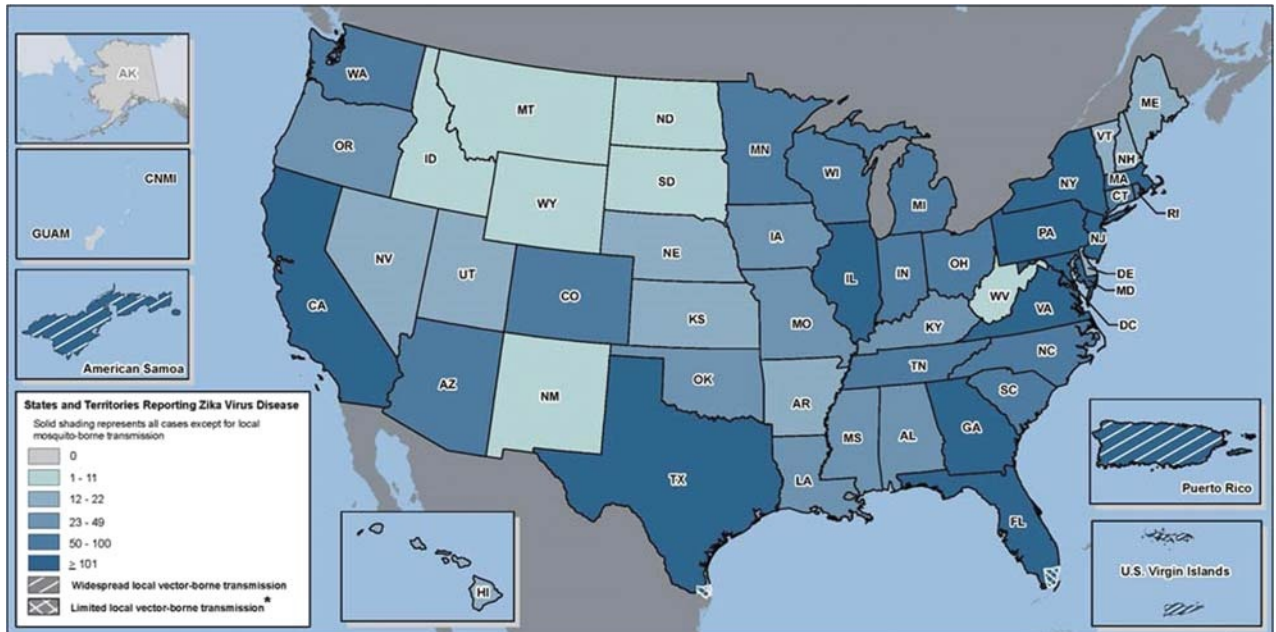 AK
CNMI
GUAM
American Samoa
States and Territories Reporting Zika Virus Disease
Solid shading represents all cases except for local
mosquito-borne transmission
0
1 - 11
12 - 22
23 - 49
50 - 100
≥ 101
Widespread local vector-borne transmission
Limited local vector-borne transmission*
WA
MT
ND
MN
OR
ID
WY
SD
WI
MI
NY
ME
VT
NH
MA
CT
RI
NV
UT
CO
NE
IA
IL
IN
OH
PA
NJ
DE
MD
DC
CA
AZ
NM
KS
MO
KY
WV
VA
OK
AR
TN
NC
SC
TX
LA
MS
AL
GA
FL
HI
Puerto Rico
U.S. Virgin Islands